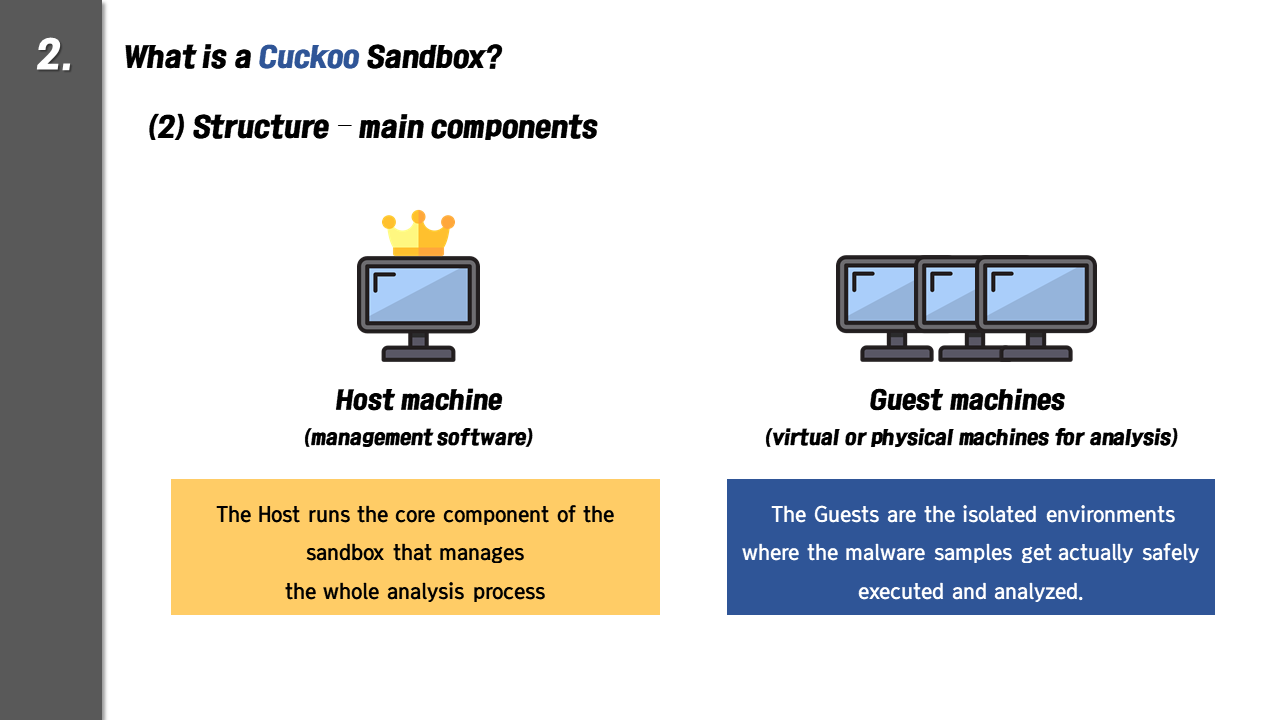 2.
What is a Cuckoo Sandbox?
(2) Structure – main components
Host machine
(management software)
The Host runs the core component of the
sandbox that manages
the whole analysis process
Guest machines
(virtual or physical machines for analysis)
The Guests are the isolated environments
where the malware samples get actually safely
executed and analyzed.